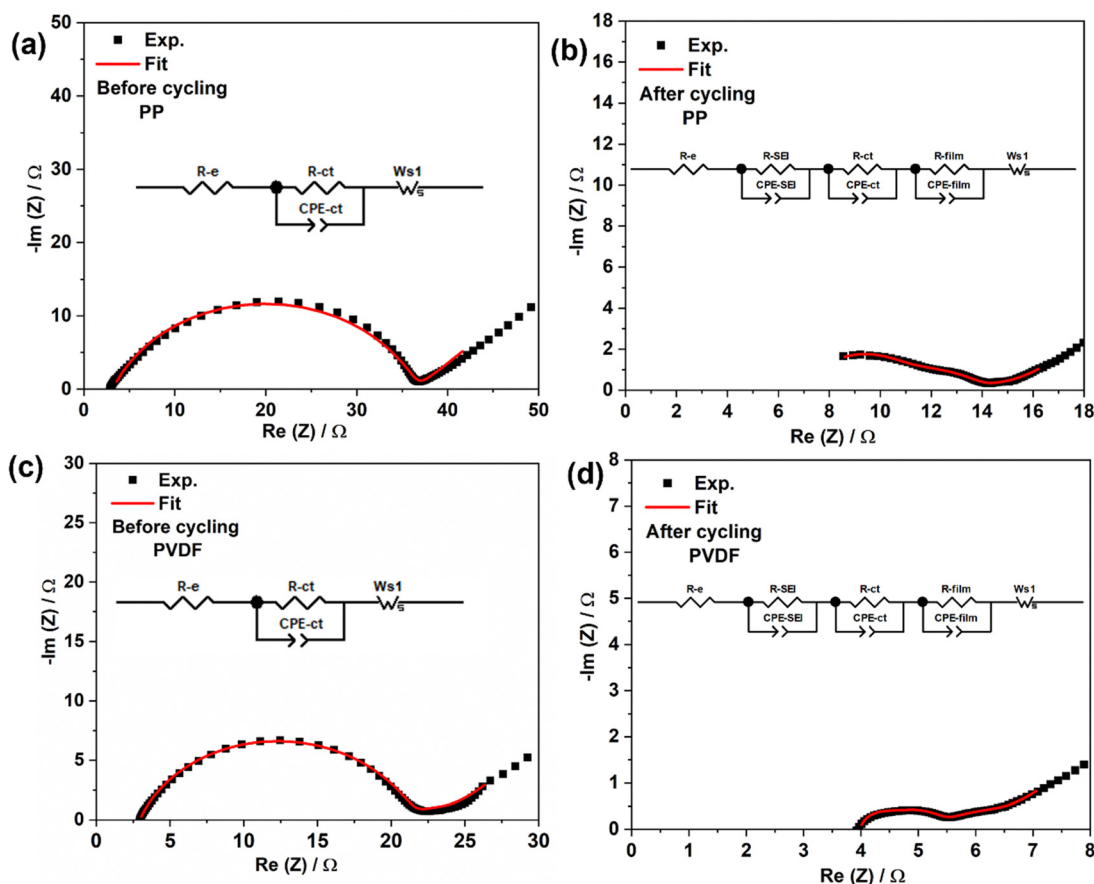 (a)
50
40
30
20
10
0
-Im (Z) / Ω
Exp.
Fit
Before cycling
PP
R-e
R-ct
CPE-ct
Ws1
0
10
20
30
40
50
Re (Z) / Ω
(b)
18
16
14
12
10
8
6
4
2
0
-Im (Z) / Ω
Exp.
Fit
After cycling
PP
R-e
R-SEI
R-ct
R-film
Ws1
CPE-SEI
CPE-ct
CPE-film
0
2
4
6
8
10
12
14
16
18
Re (Z) / Ω
(c)
30
25
20
15
10
5
0
-Im (Z) / Ω
Exp.
Fit
Before cycling
PVDF
R-e
R-ct
CPE-ct
Ws1
0
5
10
15
20
25
30
Re (Z) / Ω
(d)
8
7
6
5
4
3
2
1
0
-Im (Z) / Ω
Exp.
Fit
After cycling
PVDF
R-e
R-SEI
R-ct
R-film
Ws1
CPE-SEI
CPE-ct
CPE-film
0
1
2
3
4
5
6
7
8
Re (Z) / Ω